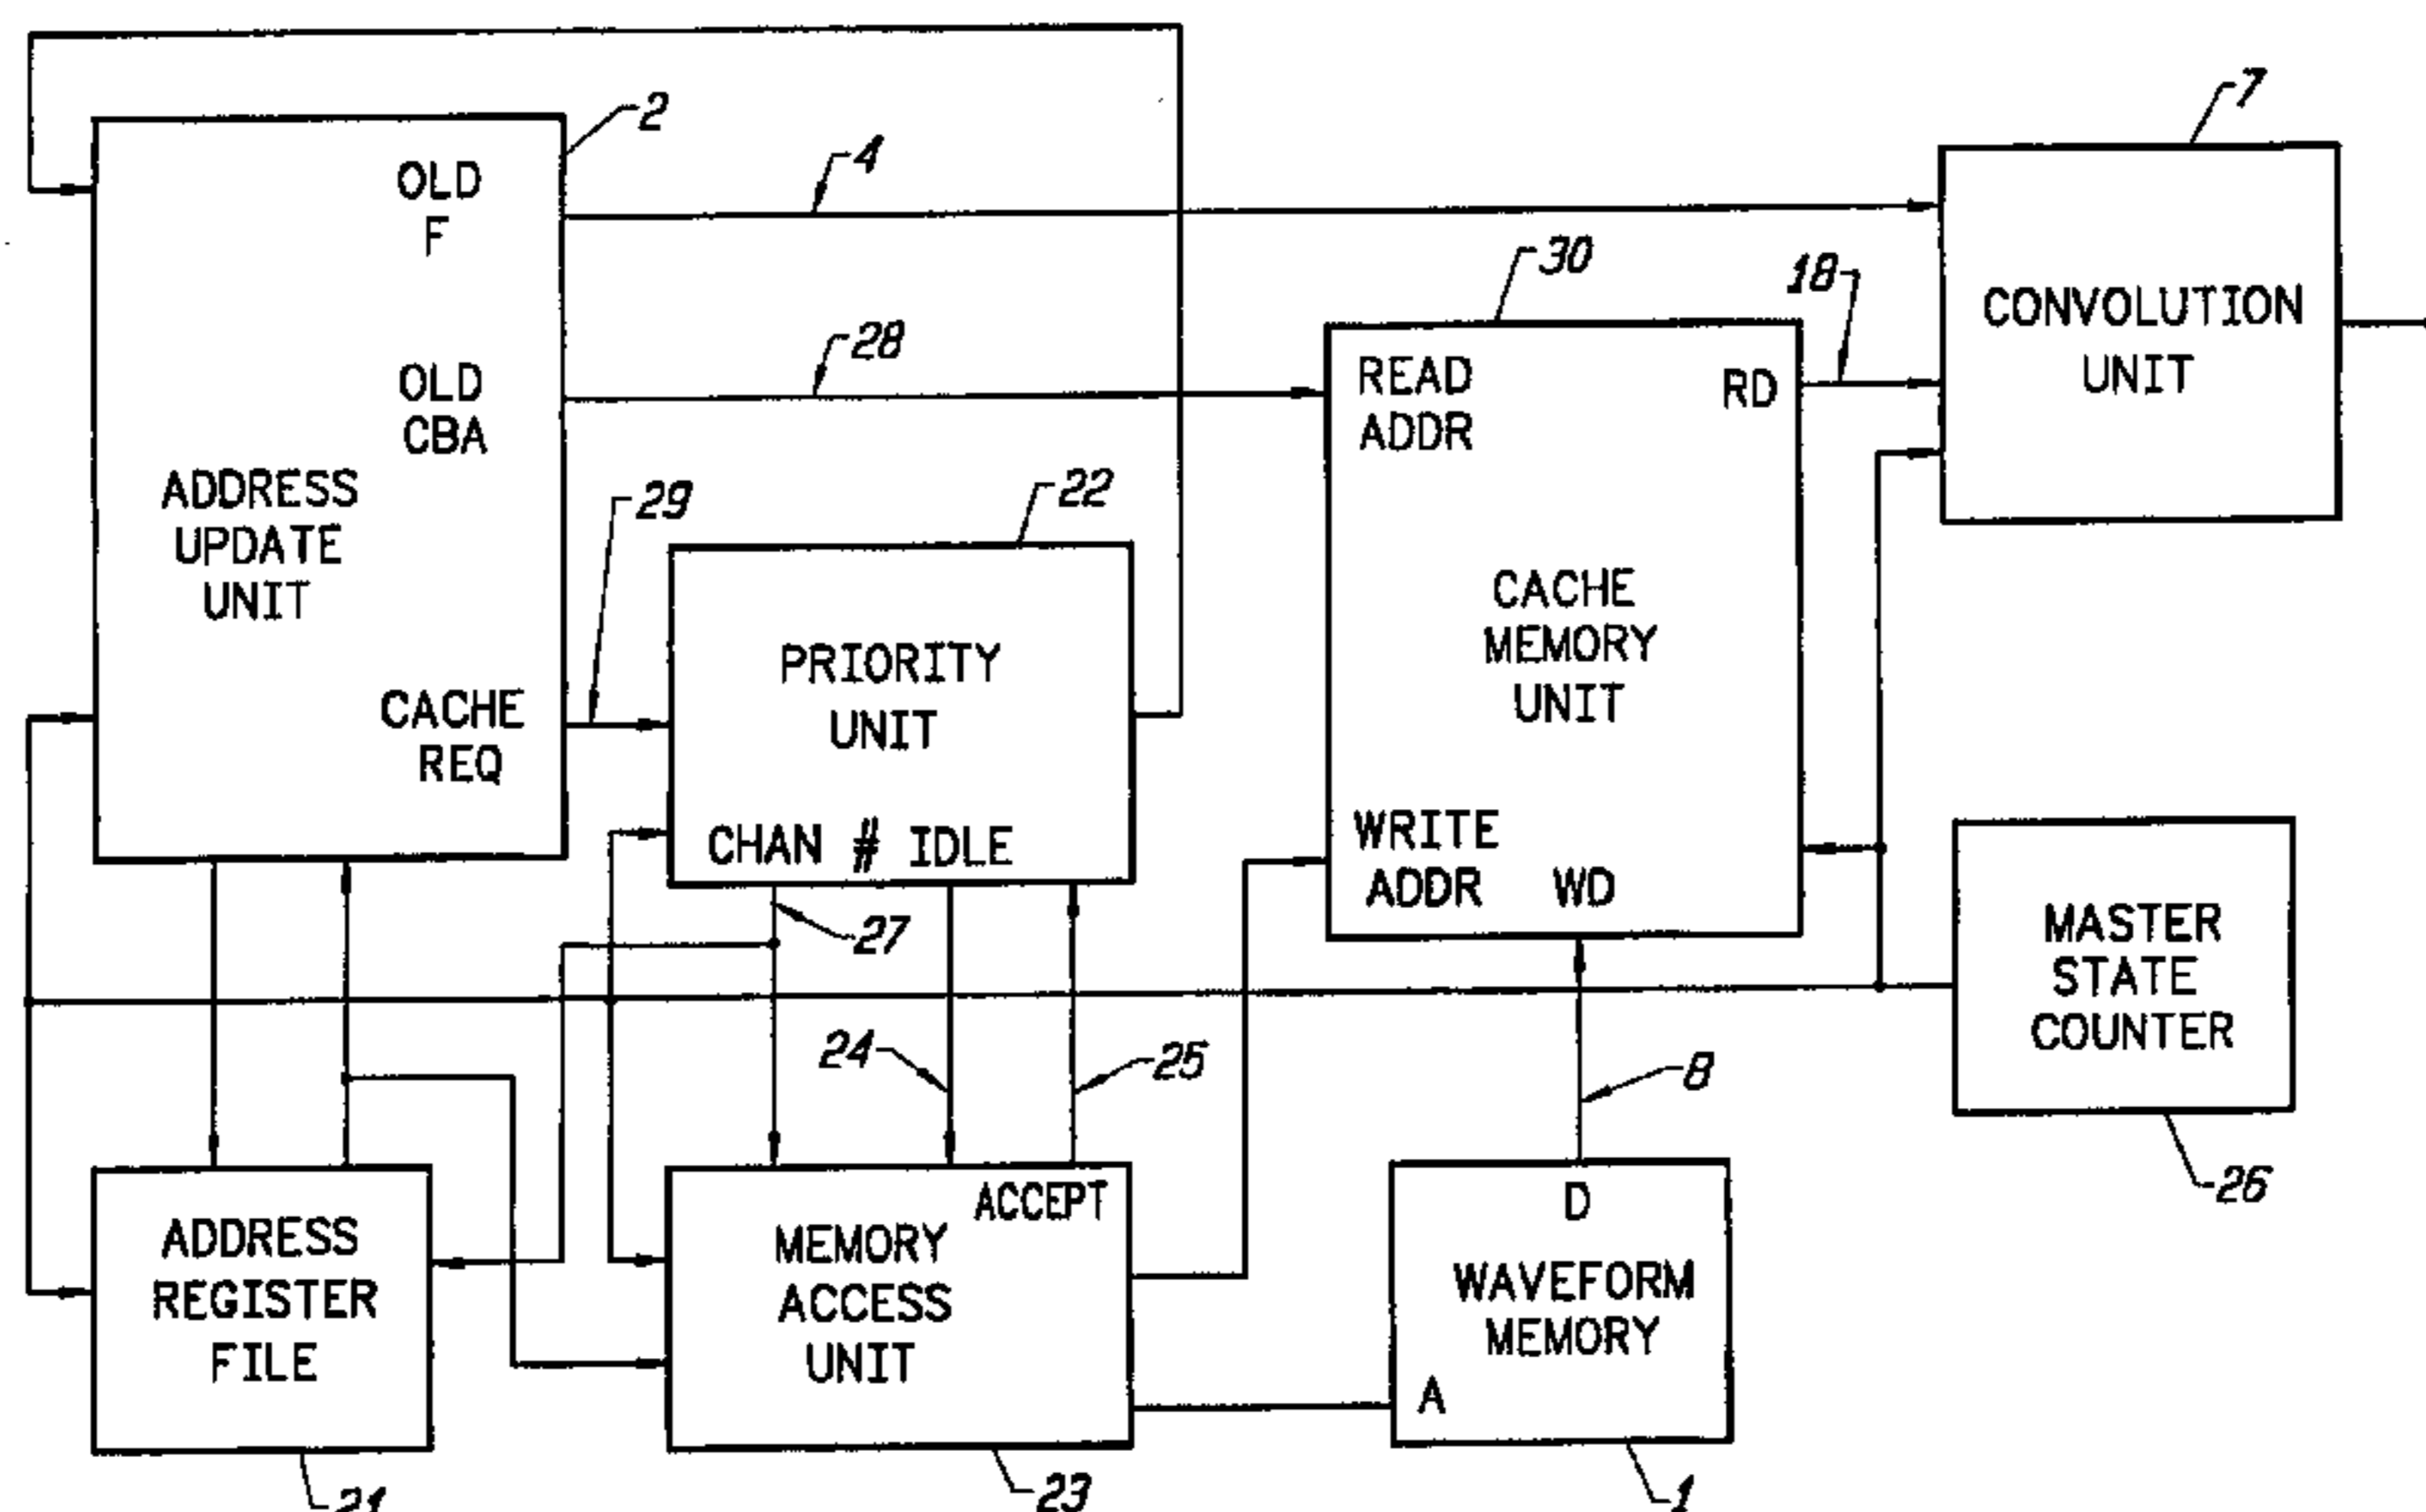 2
OLD
F
4
7
OLD
CBA
28
30
18
CONVOLUTION
UNIT
READ
ADDR
RD
ADDRESS
UPDATE
UNIT
29
22
CACHE
REQ
PRIORITY
UNIT
CHAN # IDLE
CACHE
MEMORY
UNIT
WRITE
ADDR
WD
27
24
25
8
MASTER
STATE
COUNTER
26
ADDRESS
REGISTER
FILE
21
ACCEPT
MEMORY
ACCESS
UNIT
23
D
WAVEFORM
MEMORY
A
1